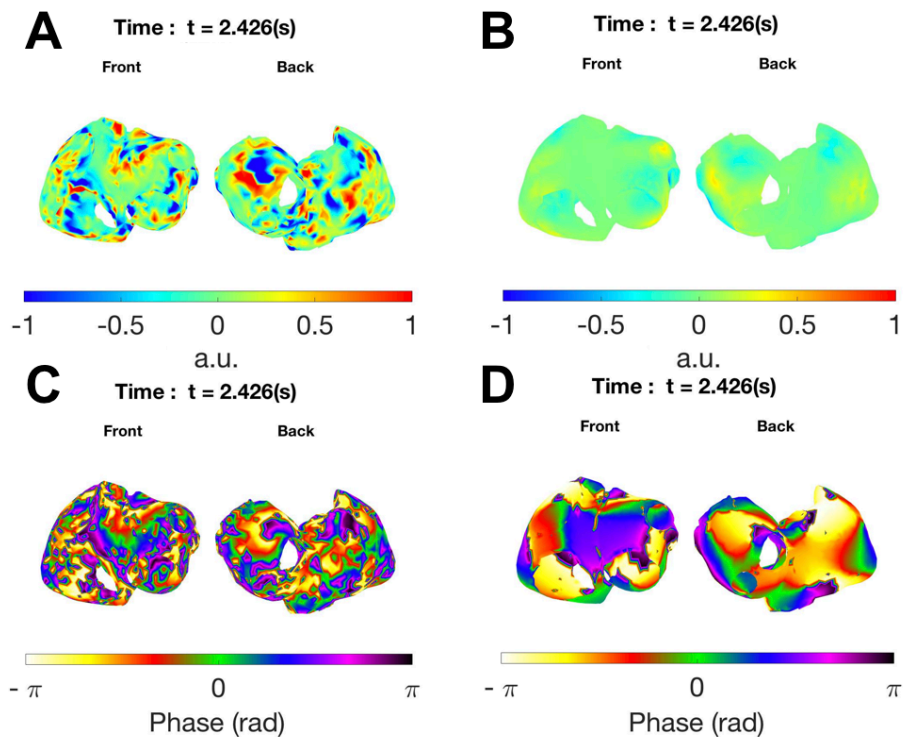 A
Time : t = 2.426(s)
Front Back
-1 -0.5 0 0.5 1
a.u.
B
Time : t = 2.426(s)
Front Back
-1 -0.5 0 0.5 1
a.u.
C
Time : t = 2.426(s)
Front Back
- π 0 π
Phase (rad)
D
Time : t = 2.426(s)
Front Back
- π 0 π
Phase (rad)